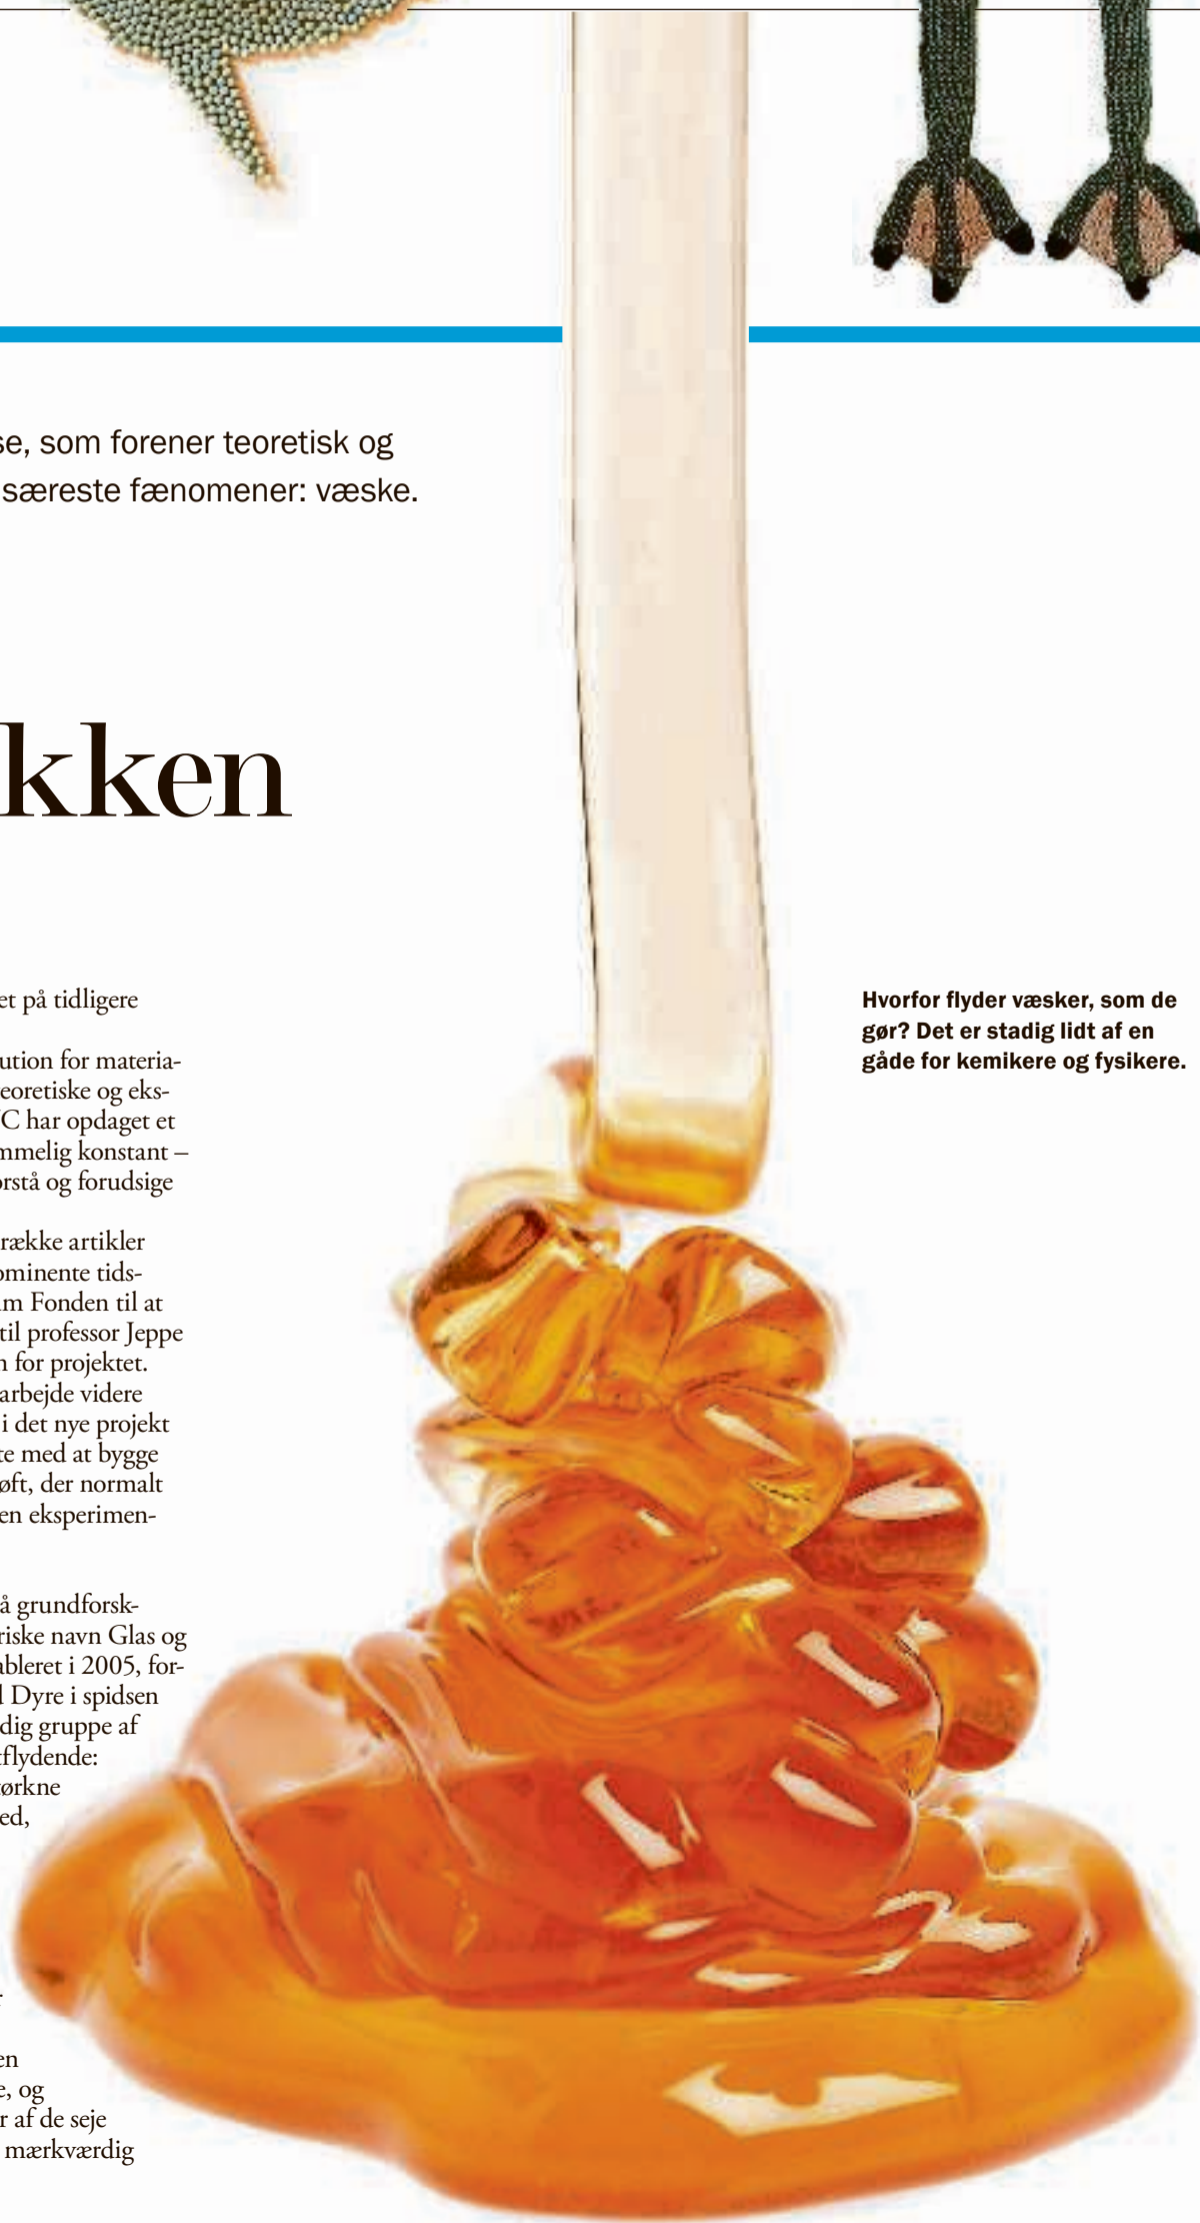 se, som forener teoretisk og
særeste fænomener: væske.
kken
et på tidligere
ution for materia-
eoretiske og eks-
C har opdaget et
mmelig konstant –
orstå og forudsige
række artikler
ominente tids-
m Fonden til at
til professor Jeppe
n for projektet.
arbejde videre
i det nye projekt
te med at bygge
øft, der normalt
en eksperimen-
å grundforsk-
riske navn Glas og
ableret i 2005, for-
l Dyre i spidsen
dig gruppe af
tflydende:
tørkne
ed,
r
en
e, og
r af de seje
mærkværdig
Hvorfor flyder væsker, som de
gør? Det er stadig lidt af en
gåde for kemikere og fysikere.